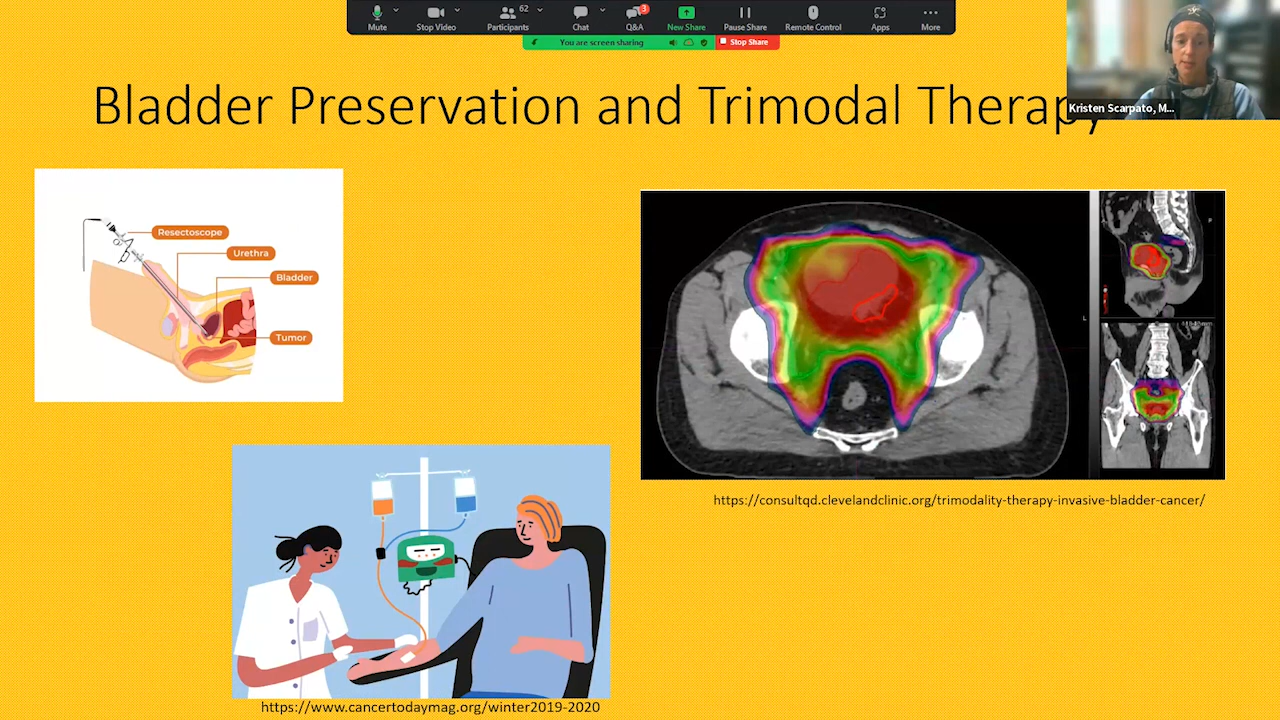 62
3
Mute
Stop Video
Participants
Chat
Q&A
New Share
Pause Share
Remote Control
Apps
More
You are screen sharing
Stop Share
Kristen Scarpato, M...
Bladder Preservation and Trimodal Therapy
Resectoscope
Urethra
Bladder
Tumor
L
https://consultqd.clevelandclinic.org/trimodality-therapy-invasive-bladder-cancer/
https://www.cancertodaymag.org/winter2019-2020